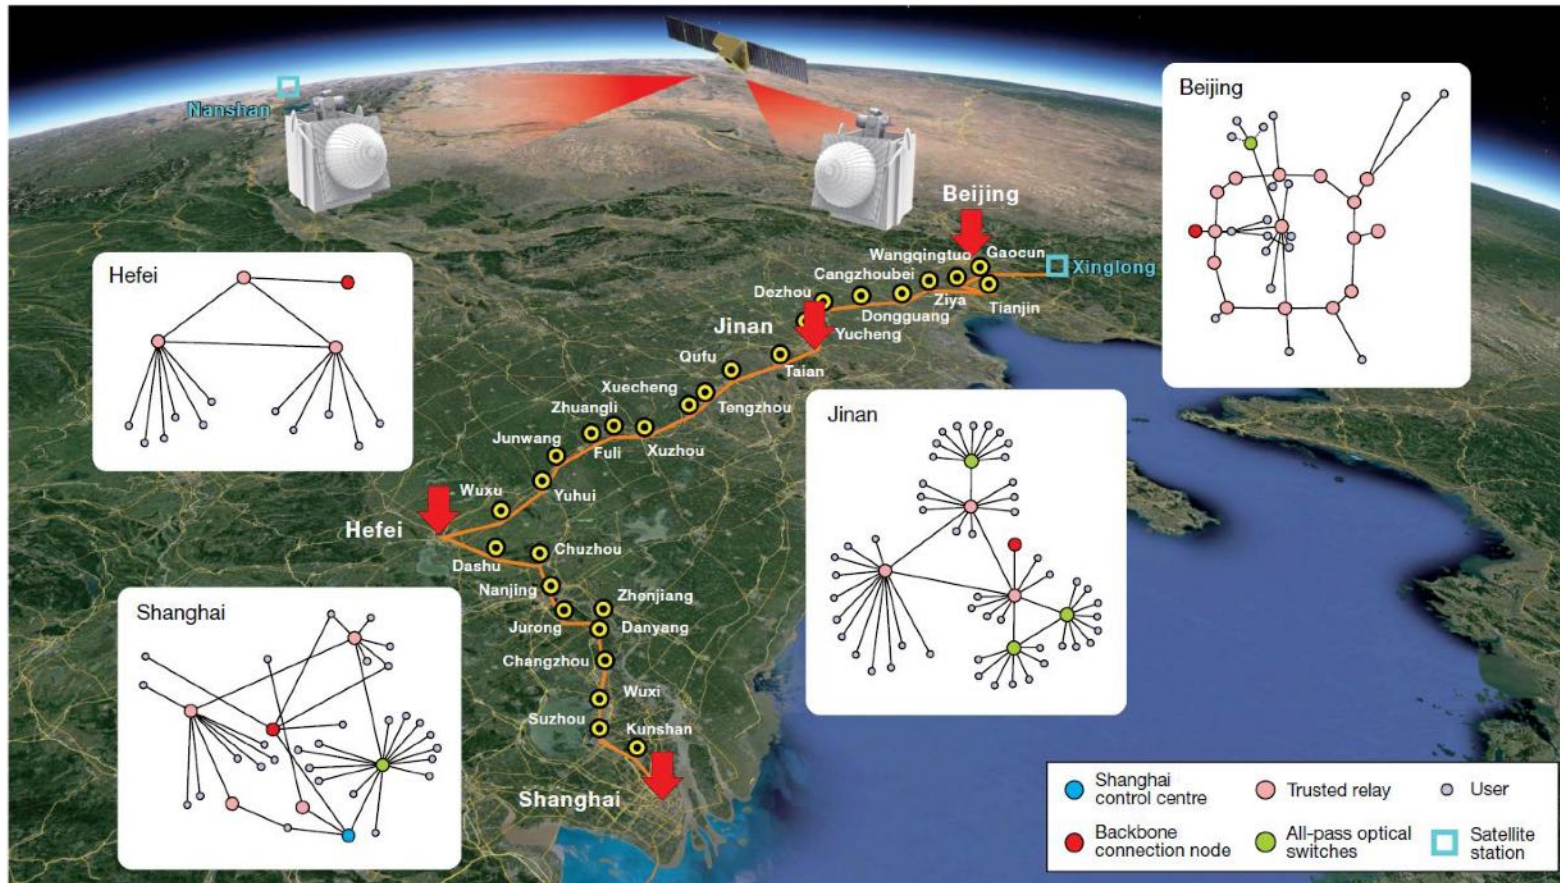 Nanshan
Beijing
Beijing
Wangqingtuo
Gaocun
Xinglong
Cangzhoubei
Dezhou
Ziya
Tianjin
Dongguang
Jinan
Yucheng
Hefei
Qufu
Taian
Xuecheng
Tengzhou
Zhuangli
Jinan
Junwang
Fuli
Xuzhou
Wuxu
Yuhui
Hefei
Chuzhou
Dashu
Nanjing
Zhenjiang
Shanghai
Jurong
Danyang
Changzhou
Wuxi
Suzhou
Kunshan
Shanghai
Shanghai
control centre
Trusted relay
User
Backbone
connection node
All-pass optical
switches
Satellite
station